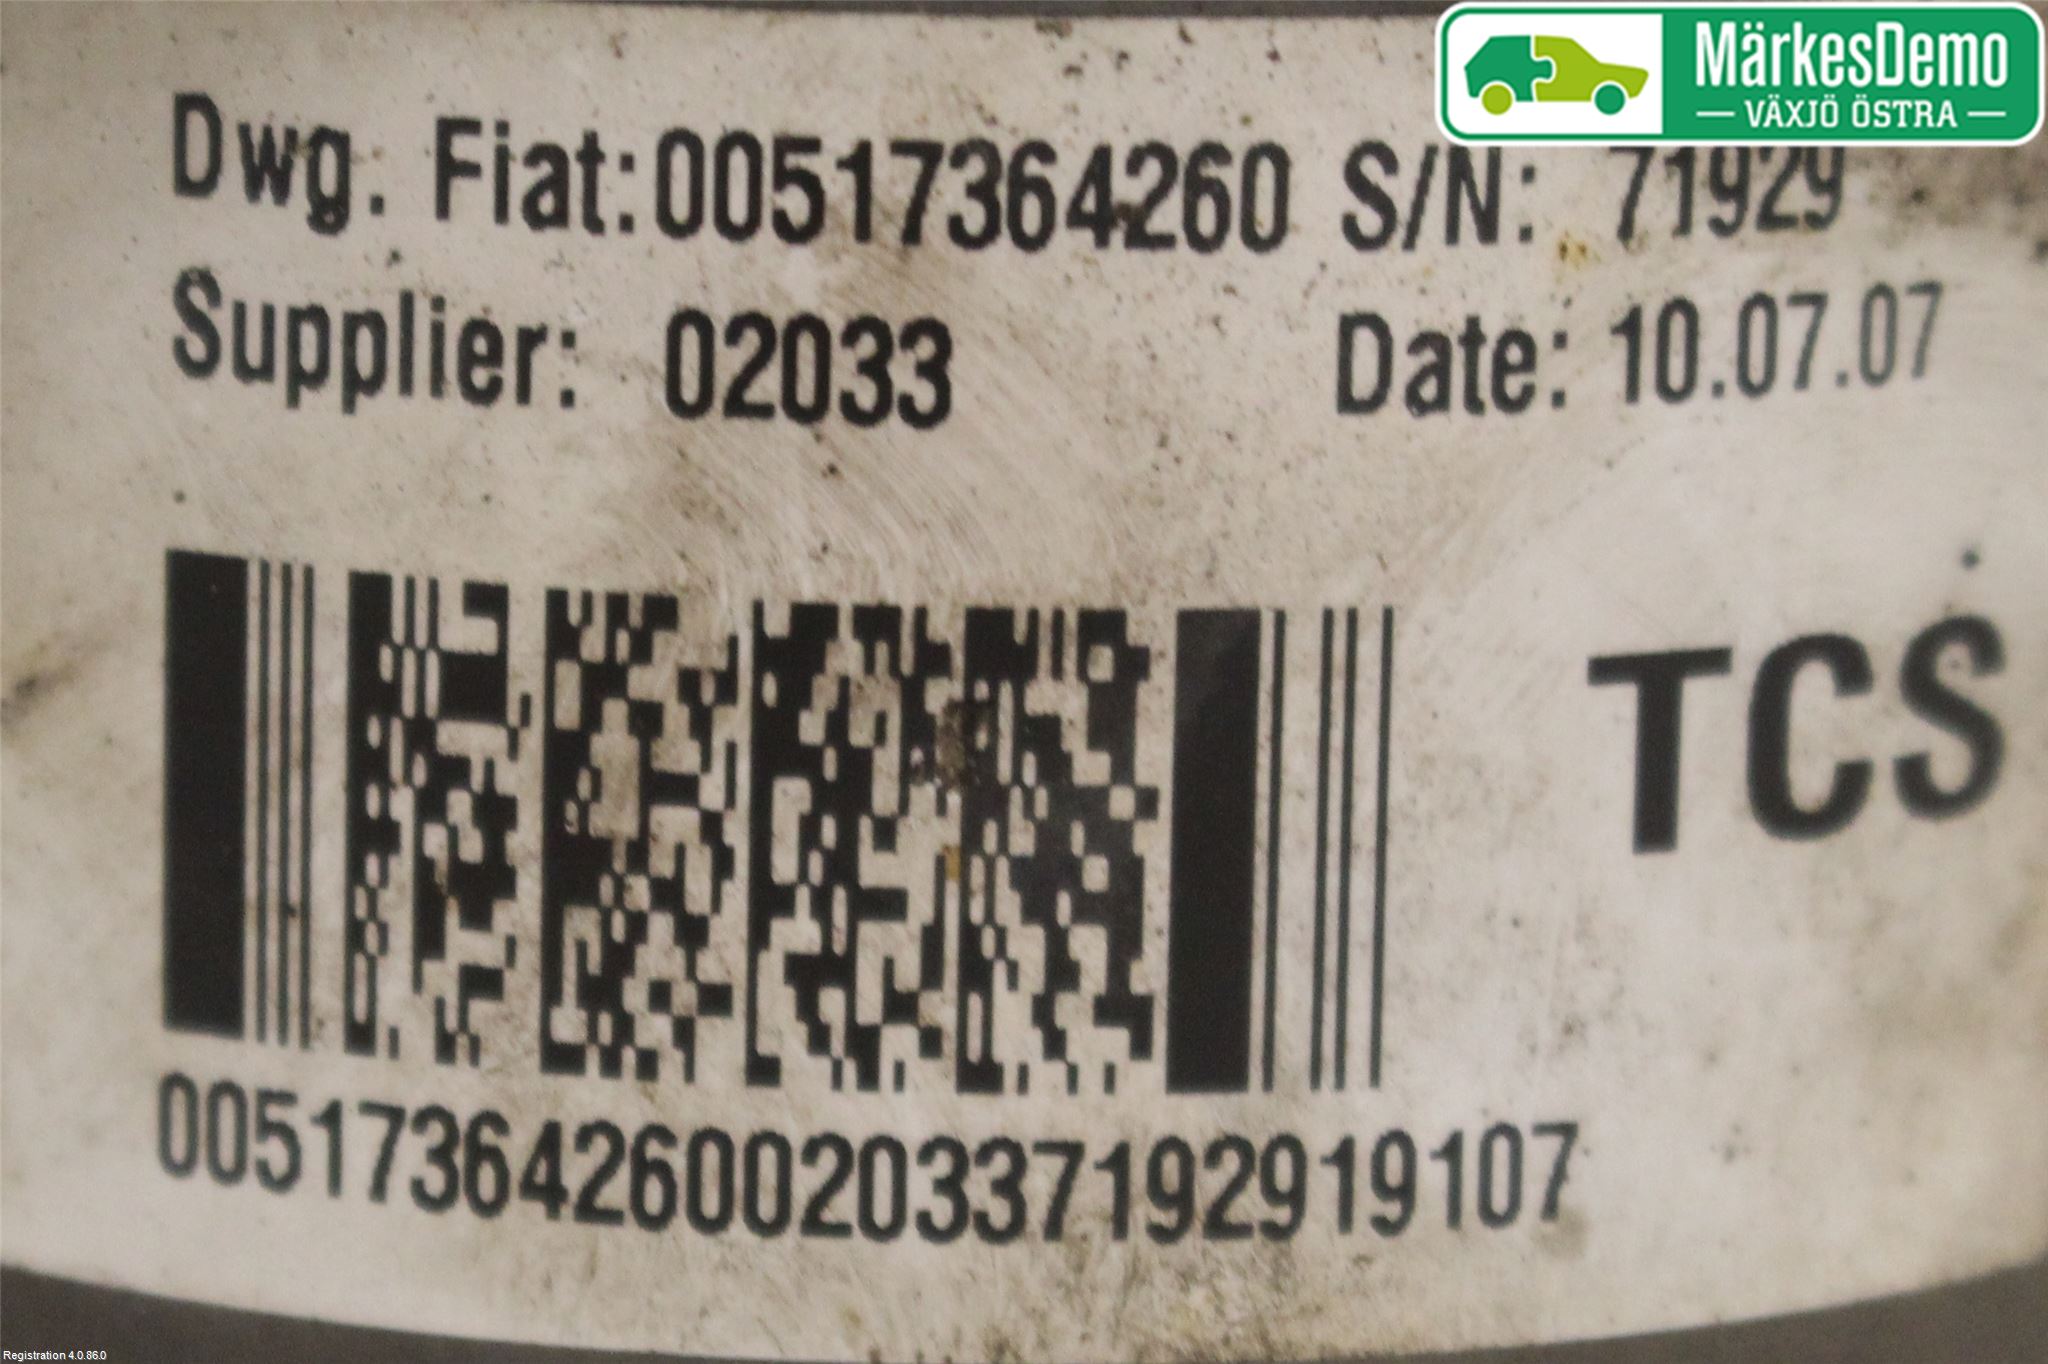 MärkesDemo
— VÄXJÖ ÖSTRA —
Dwg. Fiat:00517364260 S/N: 71929
Supplier: 02033 Date: 10.07.07
TCS
00517364260020337192919107
Registration 4.0.86.0